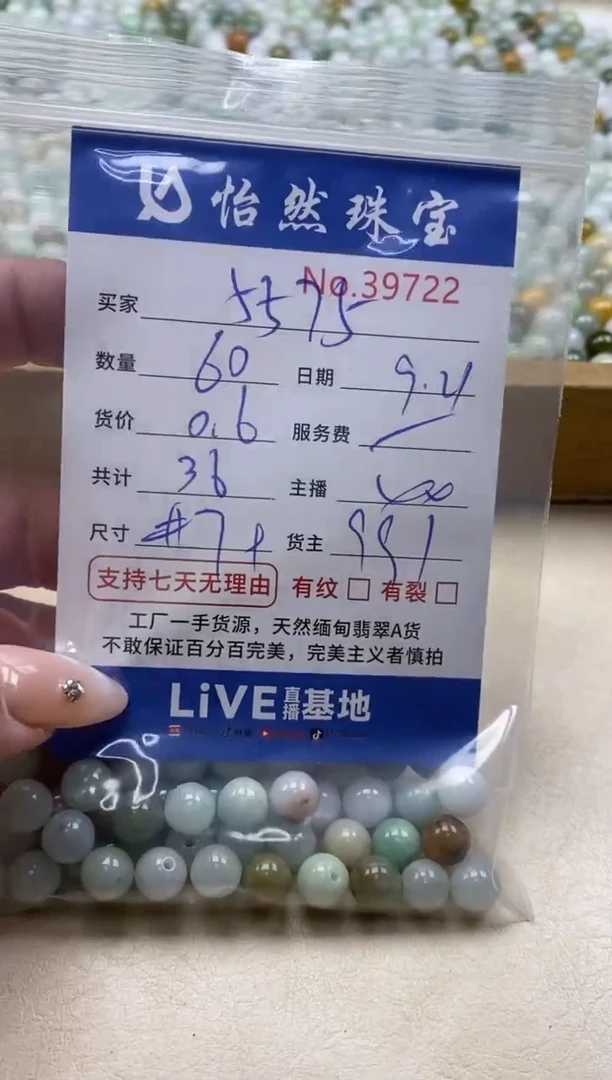 怡然珠宝
No.39722
买家 5575
数量 60 日期 9.21
货价 0.6 服务费 /
共计 36 主播
尺寸 #7+ 货主 991
支持七天无理由 有纹 □ 有裂 □
工厂一手货源，天然缅甸翡翠A货
不敢保证百分百完美，完美主义者慎拍
LiVE直播基地